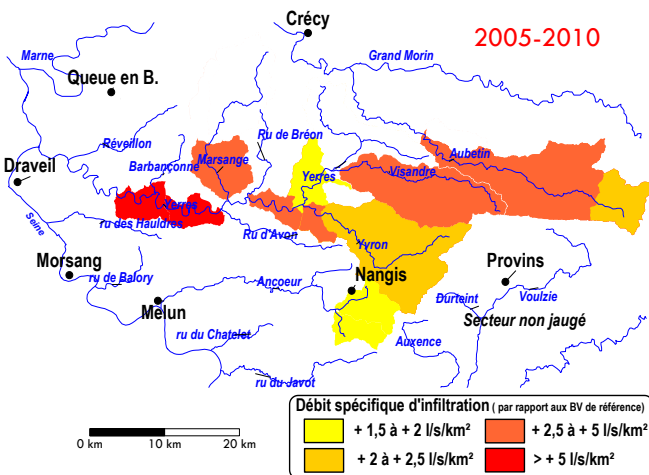 Crécy
2005-2010
Marne
Grand Morin
Queue en B.
Ru de Bréon
Réveillon
Aubetin
Marsange
Barbançonne
Draveil
Yerres
Visandre
Yerres
Seine
ru des Hauldres
Ru d'Avon
Yyron
Morsang
Provins
ru de Balory
Ancoeur
Nangis
Voulzie
Durteint
Melun
Secteur non jaugé
ru du Chatelet
Auxence
ru du Javot
Débit spécifique d'infiltration ( par rapport aux BV de référence)
+ 1,5 à + 2 l/s/km²
+ 2,5 à + 5 l/s/km²
+ 2 à + 2,5 l/s/km²
> + 5 l/s/km²
0 km 10 km 20 km